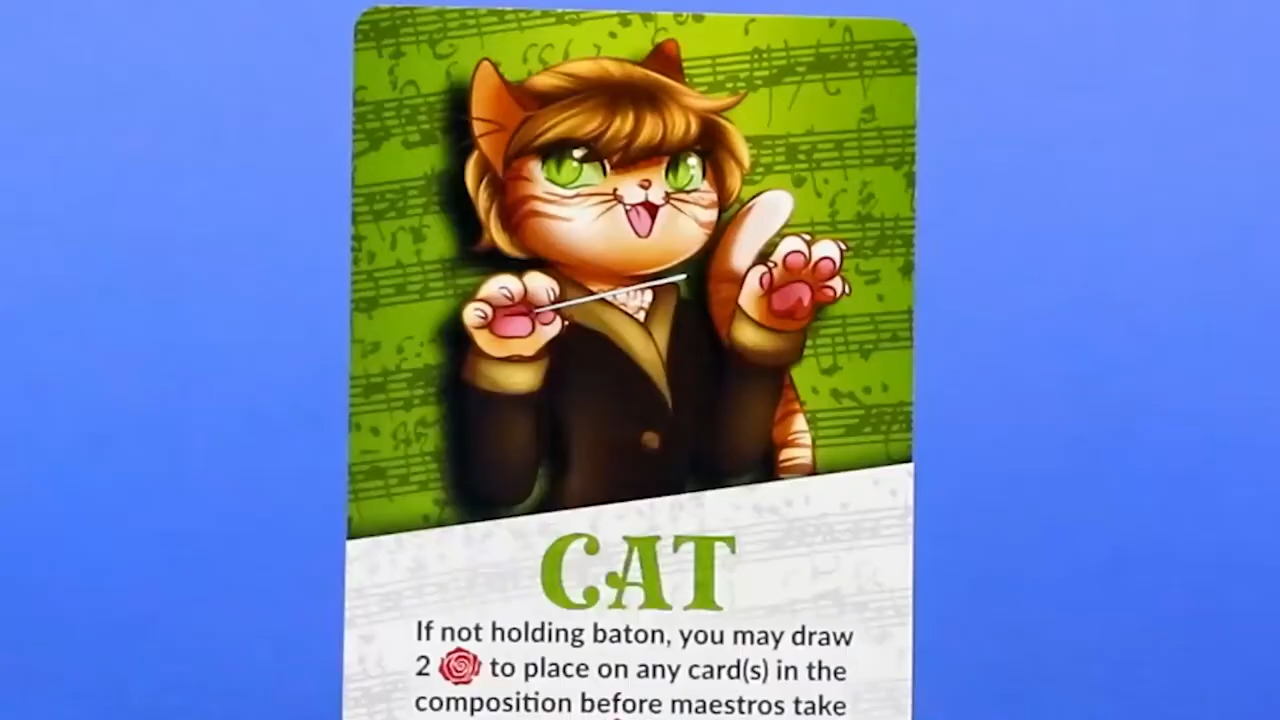 CAT
If not holding baton, you may draw
2 to place on any card(s) in the
composition before maestros take